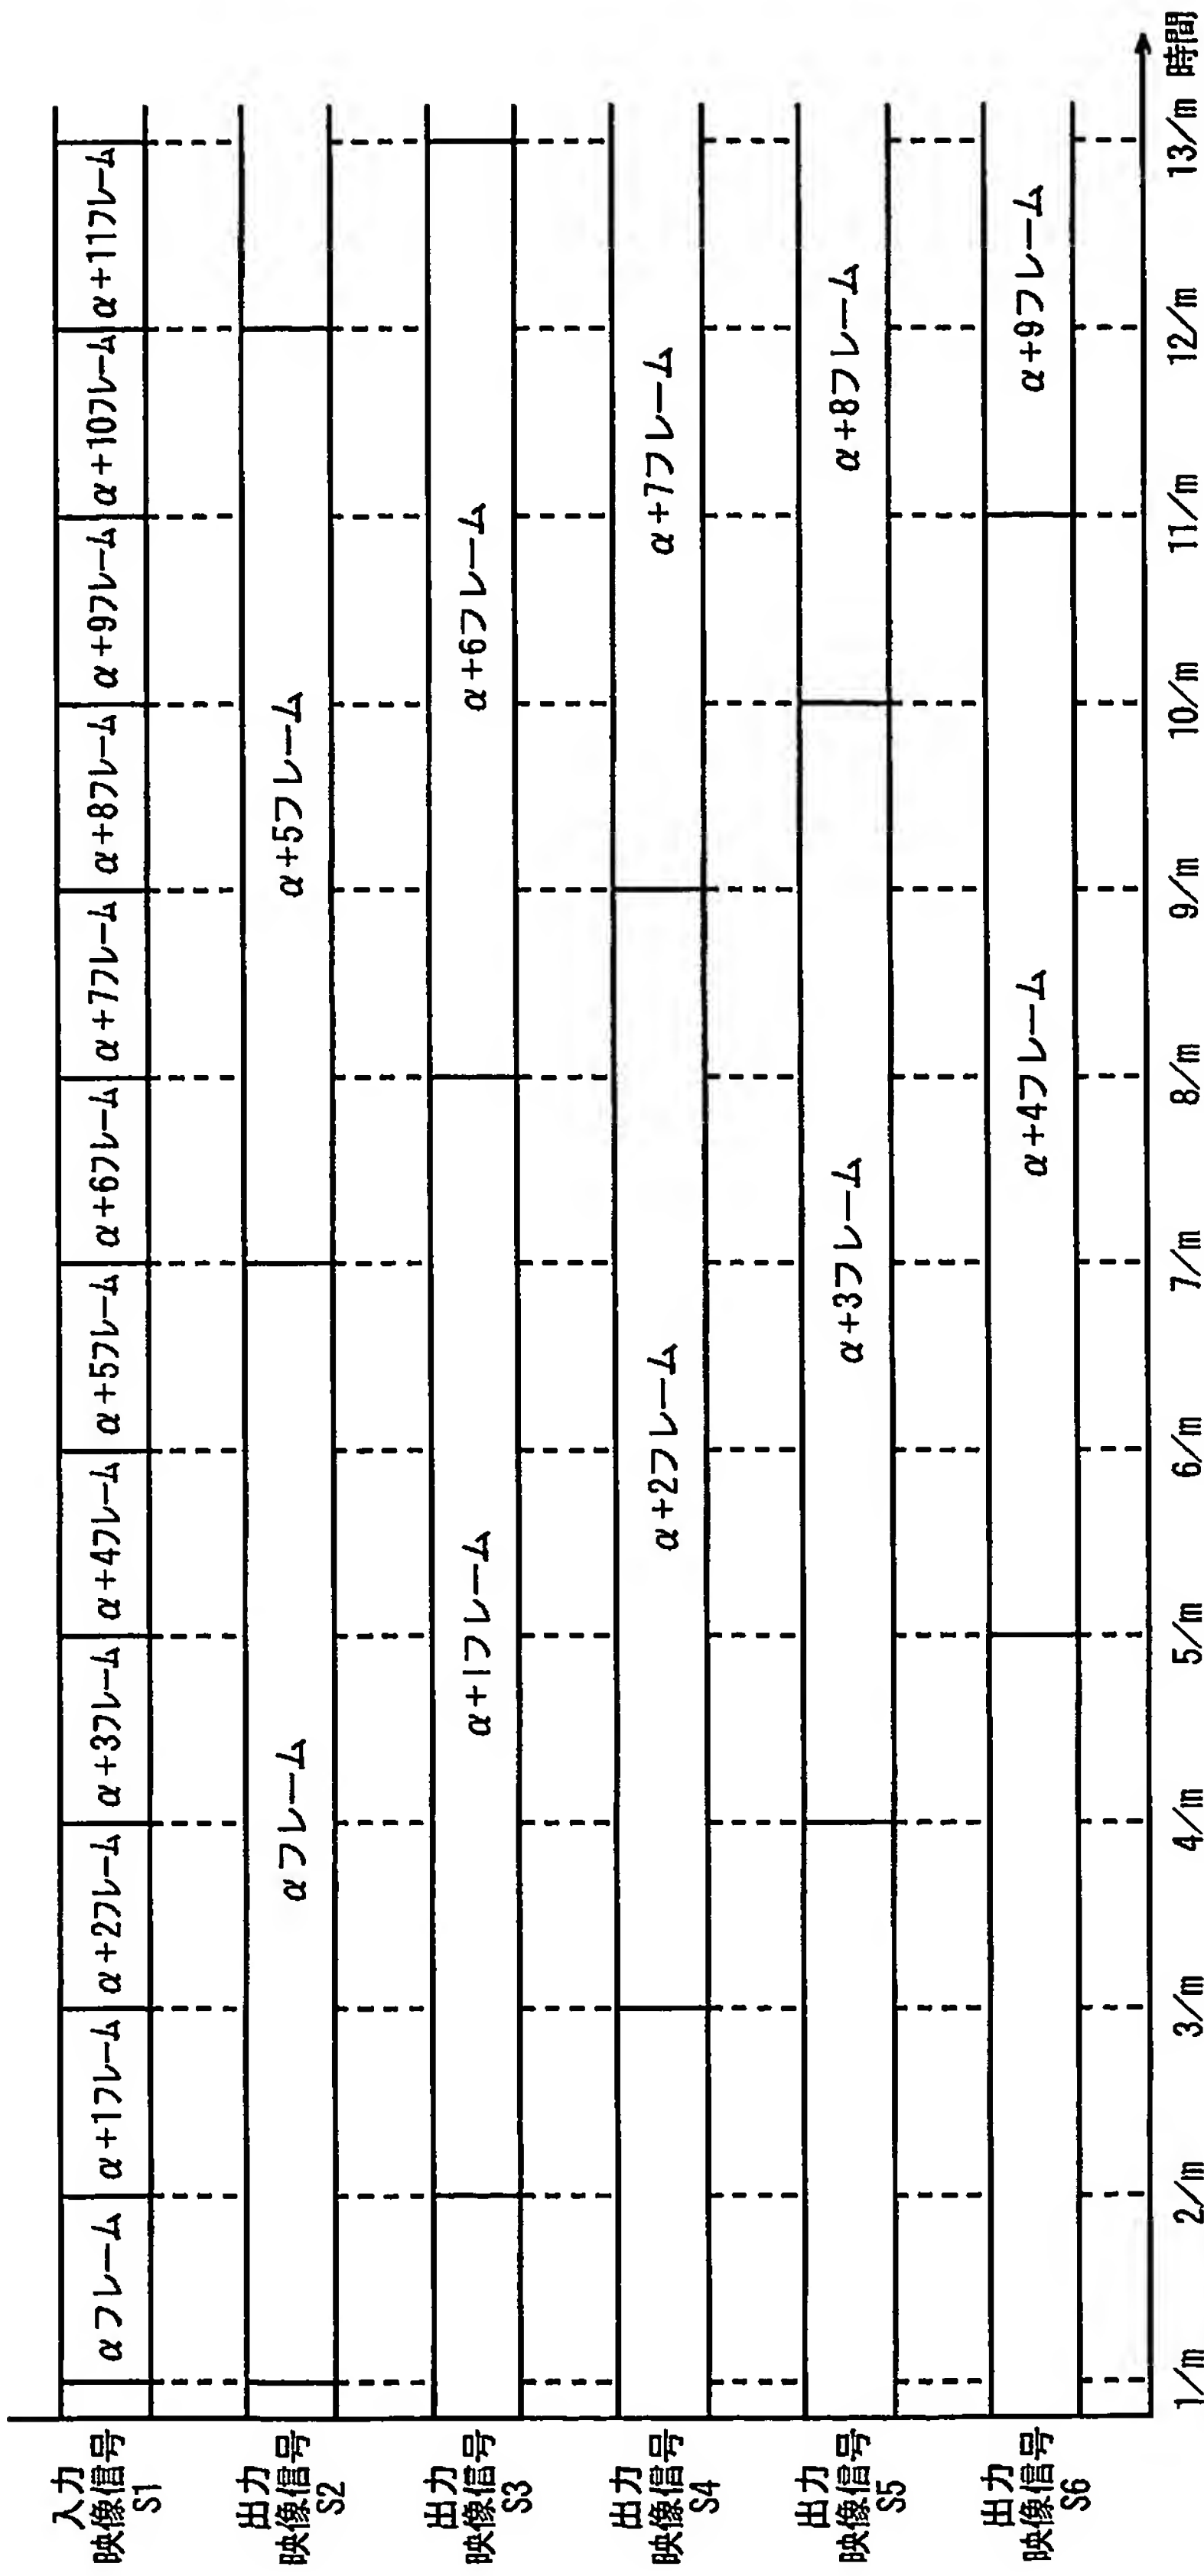 入力
映像信号
S1
αフレーム
α+1フレーム
α+2フレーム
α+3フレーム
α+4フレーム
α+5フレーム
α+6フレーム
α+7フレーム
α+8フレーム
α+9フレーム
α+10フレーム
α+11フレーム
出力
映像信号
S2
αフレーム
α+5フレーム
出力
映像信号
S3
α+1フレーム
α+6フレーム
出力
映像信号
S4
α+2フレーム
α+7フレーム
出力
映像信号
S5
α+3フレーム
α+8フレーム
出力
映像信号
S6
α+4フレーム
α+9フレーム
1/m
2/m
3/m
4/m
5/m
6/m
7/m
8/m
9/m
10/m
11/m
12/m
13/m
時間